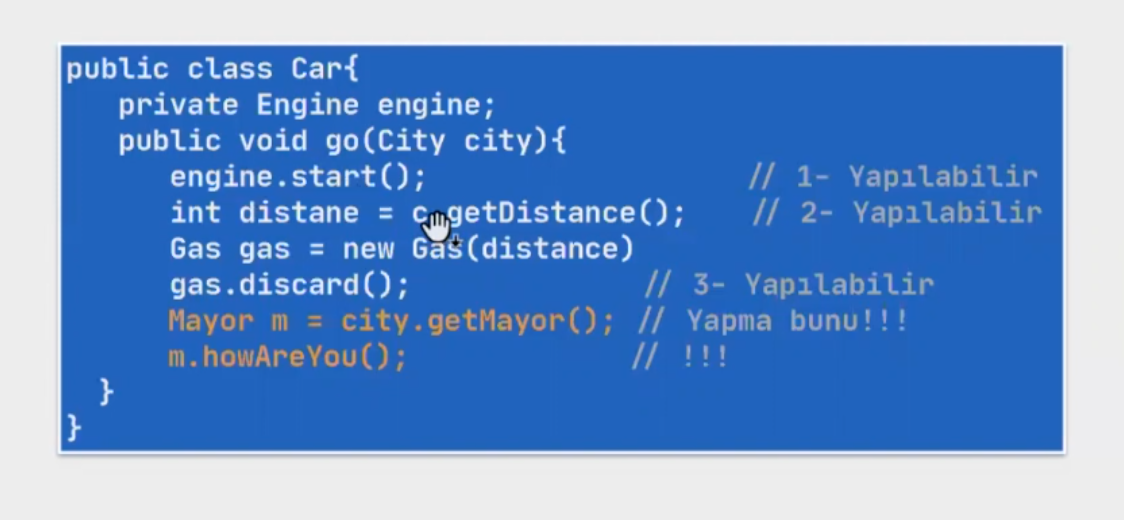 public class Car{
private Engine engine;
public void go(City city){
engine.start(); // 1- Yapılabilir
int distane = c.getDistance(); // 2- Yapılabilir
Gas gas = new Gas(distance)
gas.discard(); // 3- Yapılabilir
Mayor m = city.getMayor(); // Yapma bunu!!!
m.howAreYou(); // !!!
}
}